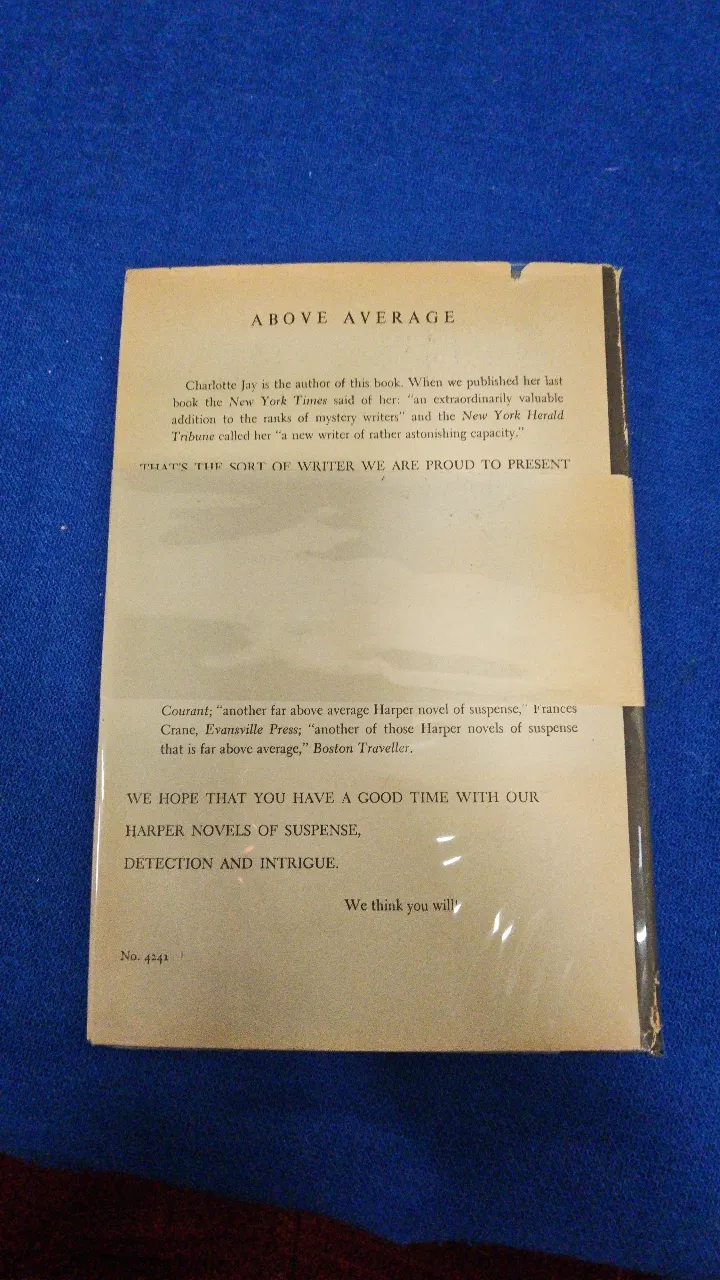 ABOVE AVERAGE
Charlotte Jay is the author of this book. When we published her last
book the New York Times said of her: "an extraordinarily valuable
addition to the ranks of mystery writers" and the New York Herald
Tribune called her "a new writer of rather astonishing capacity."
THAT'S THE SORT OF WRITER WE ARE PROUD TO PRESENT
Courant; "another far above average Harper novel of suspense," Frances
Crane, Evansville Press; "another of those Harper novels of suspense
that is far above average," Boston Traveller.
WE HOPE THAT YOU HAVE A GOOD TIME WITH OUR
HARPER NOVELS OF SUSPENSE,
DETECTION AND INTRIGUE.
We think you will!
No. 4241